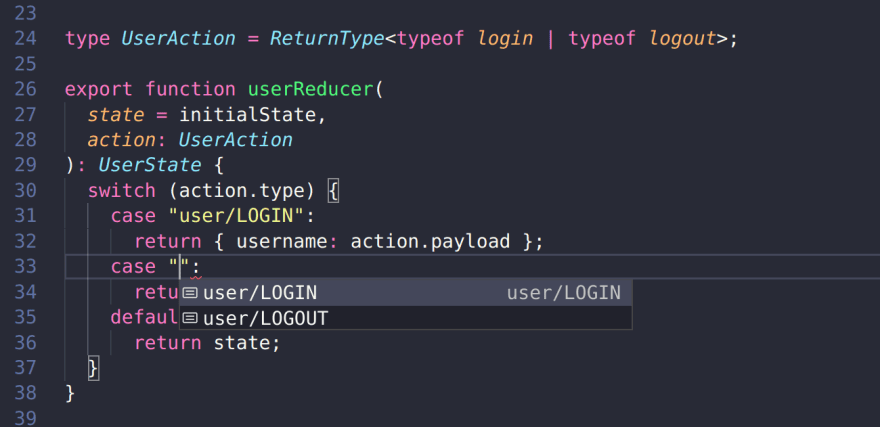 23
24 type UserAction = ReturnType<typeof login | typeof logout>;
25
26 export function userReducer(
27 state = initialState,
28 action: UserAction
29 ): UserState {
30 switch (action.type) {
31 case "user/LOGIN":
32 return { username: action.payload };
33 case "":
34 retu user/LOGIN user/LOGIN
35 defaul user/LOGOUT
36 return state;
37 }
38 }
39